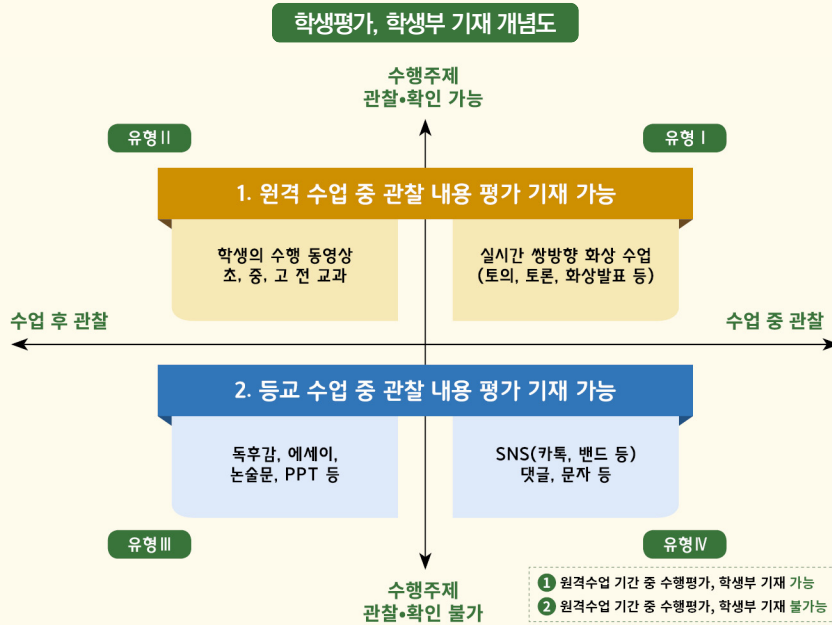 학생평가, 학생부 기재 개념도
수행주제
관찰•확인 가능
유형Ⅱ
유형Ⅰ
1. 원격 수업 중 관찰 내용 평가 기재 가능
학생의 수행 동영상
초, 중, 고 전 교과
실시간 쌍방향 화상 수업
(토의, 토론, 화상발표 등)
수업 후 관찰
수업 중 관찰
2. 등교 수업 중 관찰 내용 평가 기재 가능
독후감, 에세이,
논술문, PPT 등
SNS(카톡, 밴드 등)
댓글, 문자 등
유형Ⅲ
유형Ⅳ
수행주제
관찰•확인 불가
1 원격수업 기간 중 수행평가, 학생부 기재 가능
2 원격수업 기간 중 수행평가, 학생부 기재 불가능